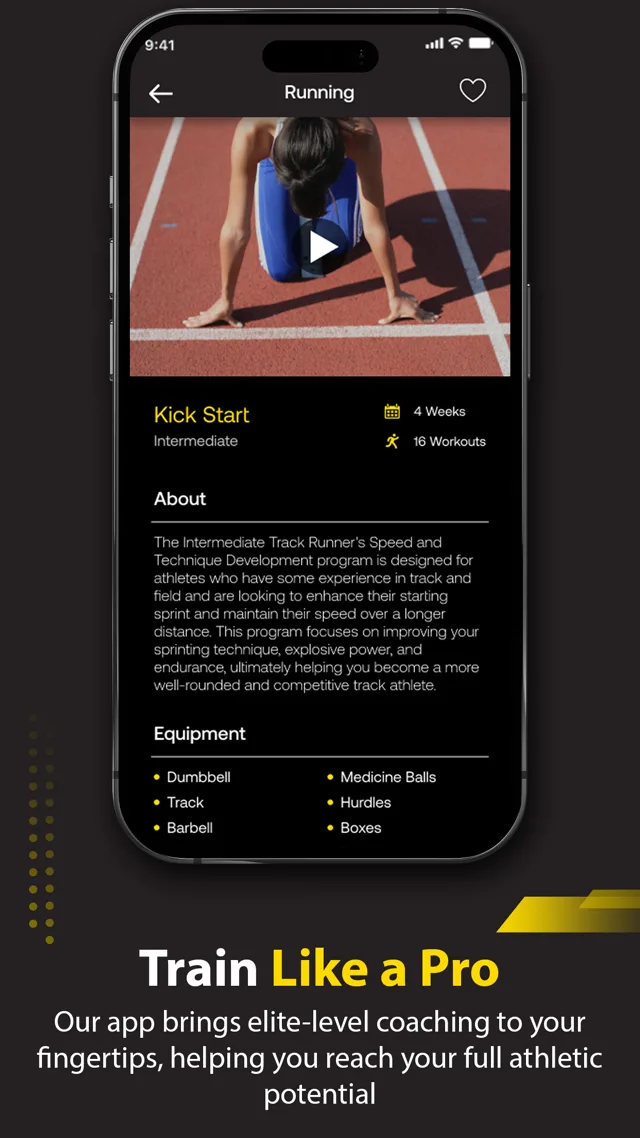 9:41
Running
Kick Start
Intermediate
4 Weeks
16 Workouts
About
The Intermediate Track Runner's Speed and
Technique Development program is designed for
athletes who have some experience in track and
field and are looking to enhance their starting
sprint and maintain their speed over a longer
distance. This program focuses on improving your
sprinting technique, explosive power, and
endurance, ultimately helping you become a more
well-rounded and competitive track athlete.
Equipment
• Dumbbell
• Track
• Barbell
• Medicine Balls
• Hurdles
• Boxes
Train Like a Pro
Our app brings elite-level coaching to your
fingertips, helping you reach your full athletic
potential